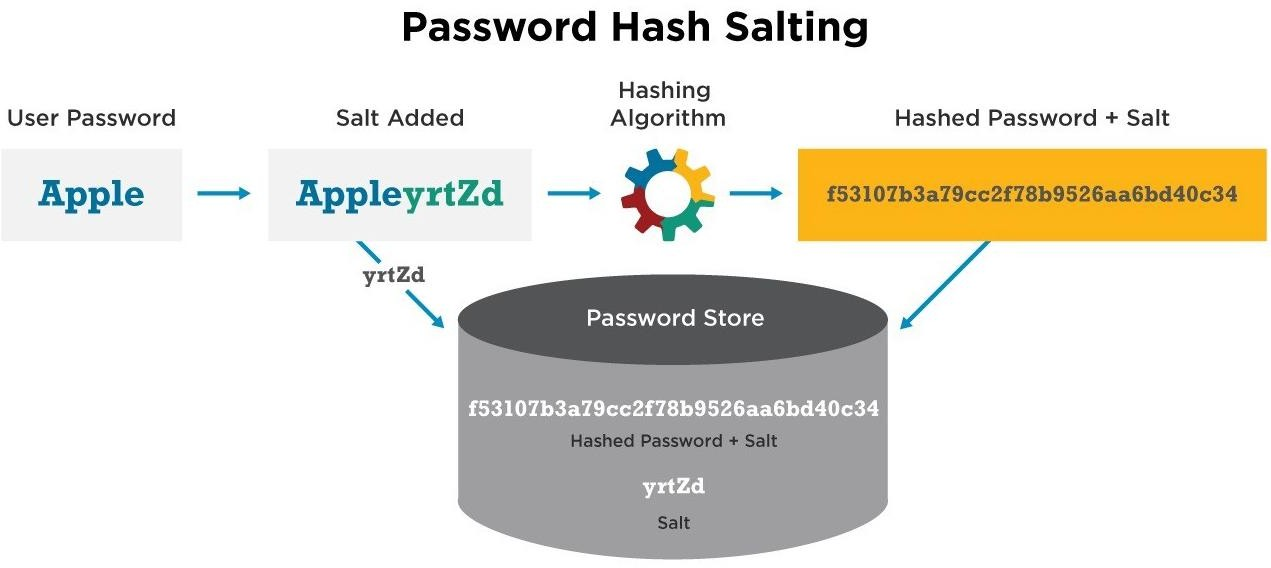 Password Hash Salting
User Password
Salt Added
Hashing
Algorithm
Hashed Password + Salt
Apple
AppleyrtZd
f53107b3a79cc2f78b9526aa6bd40c34
yrtZd
Password Store
f53107b3a79cc2f78b9526aa6bd40c34
Hashed Password + Salt
yrtZd
Salt